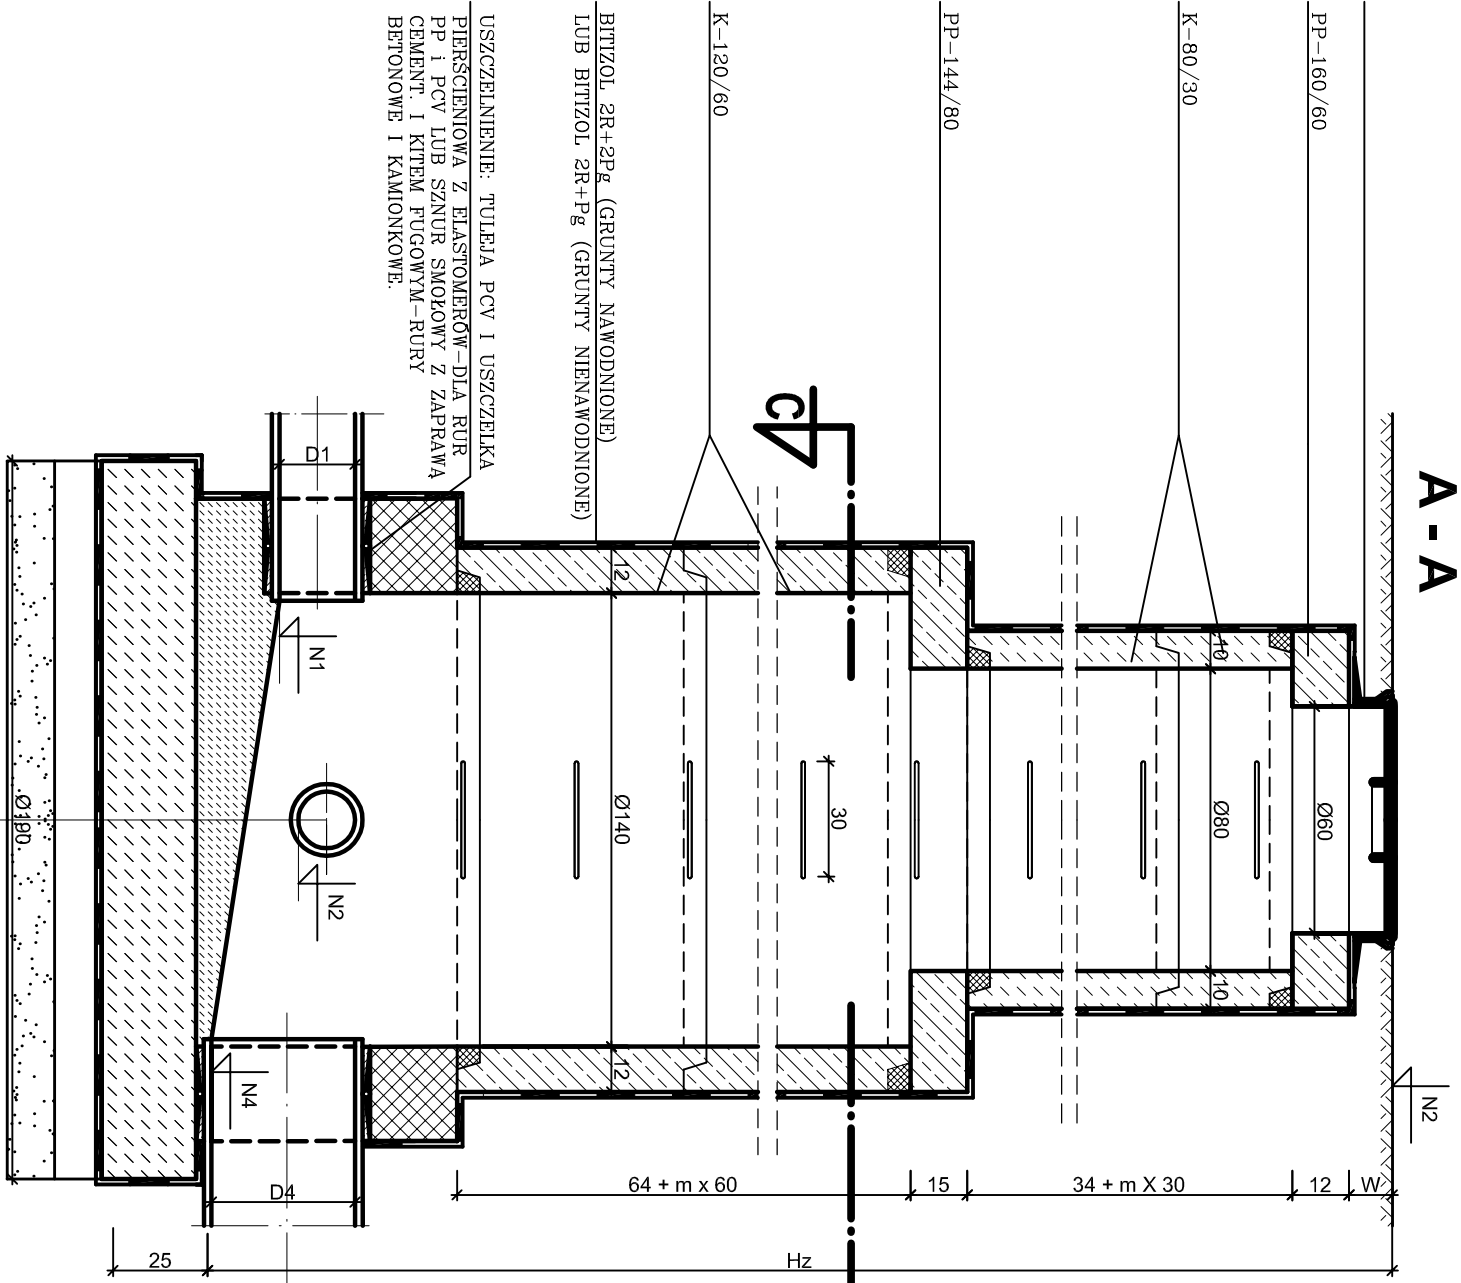 A - A
PP-160/60
K-80/30
PP-144/80
K-120/60
BITIZOL 2R+2Pg (GRUNTY NAWODNIONE)
LUB BITIZOL 2R+Pg (GRUNTY NIENAWODNIONE)
USZCZELNIENIE: TULEJA PCV I USZCZELKA
PIERŚCIENIOWA Z ELASTOMERÓW-DLA RUR
PP i PCV LUB SZNUR SMOŁOWY Z ZAPRAWĄ
CEMENT. I KITEM FUGOWYM-RURY
BETONOWE I KAMIONKOWE.
C
D1
N1
N2
N4
D4
N2
12
Ø140
12
30
10
Ø80
10
Ø60
Ø190
64 + m x 60
15
34 + m X 30
12
W
25
Hz